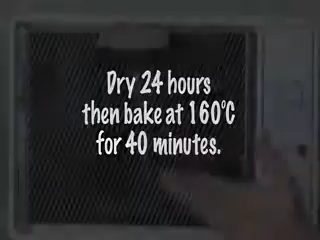 Dry 24 hours
then bake at 160°C
for 40 minutes.